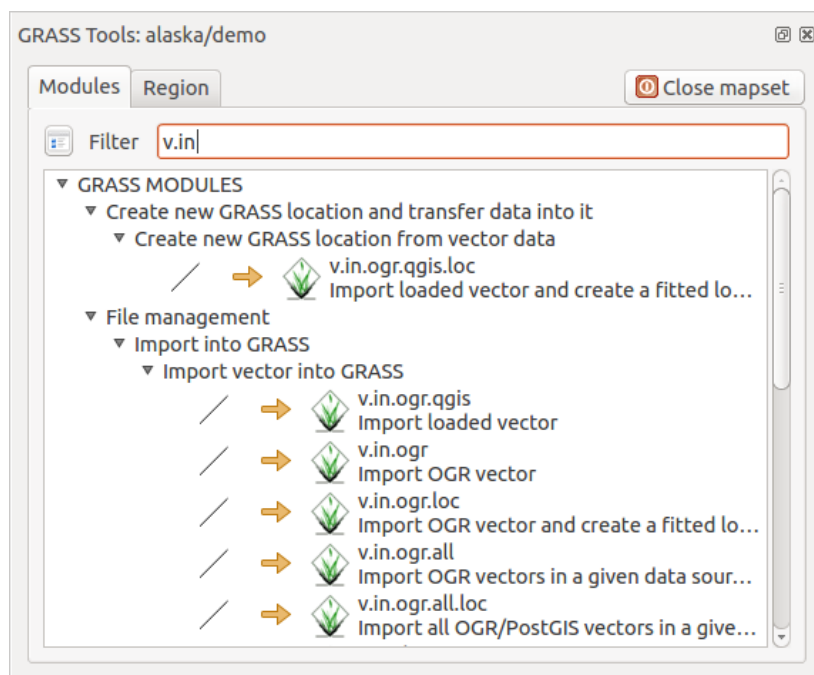 GRASS Tools: alaska/demo
Modules Region Close mapset
Filter v.in
GRASS MODULES
Create new GRASS location and transfer data into it
Create new GRASS location from vector data
v.in.ogr.qgis.loc
Import loaded vector and create a fitted lo...
File management
Import into GRASS
Import vector into GRASS
v.in.ogr.qgis
Import loaded vector
v.in.ogr
Import OGR vector
v.in.ogr.loc
Import OGR vector and create a fitted lo...
v.in.ogr.all
Import OGR vectors in a given data sour...
v.in.ogr.all.loc
Import all OGR/PostGIS vectors in a give...